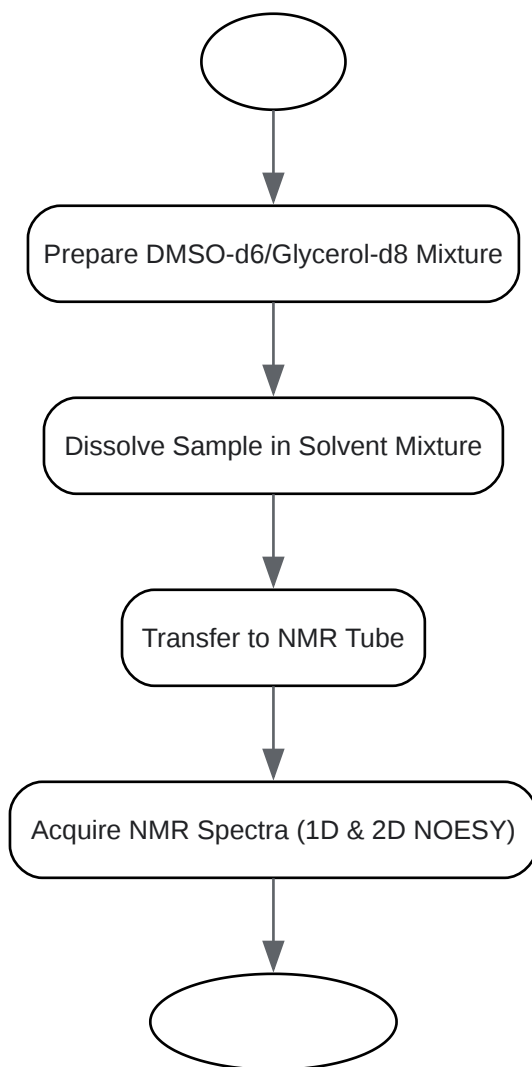 Prepare DMSO-d6/Glycerol-d8 Mixture
Dissolve Sample in Solvent Mixture
Transfer to NMR Tube
Acquire NMR Spectra (1D & 2D NOESY)